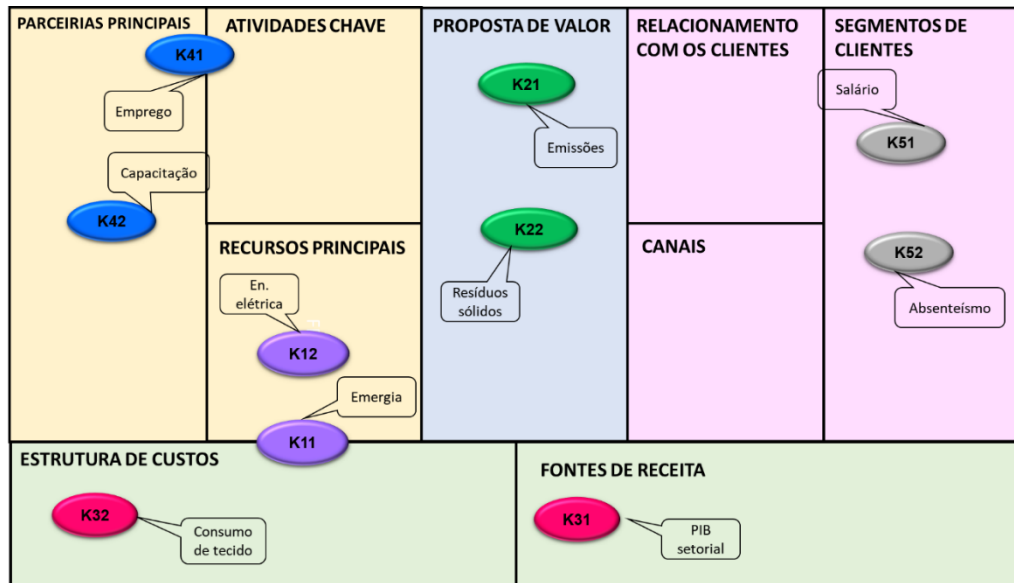 PARCEIRIAS PRINCIPAIS
K41
Emprego
Capacitação
K42
ATIVIDADES CHAVE
RECURSOS PRINCIPAIS
En.
elétrica
K12
Emergia
K11
PROPOSTA DE VALOR
K21
Emissões
K22
Resíduos
sólidos
RELACIONAMENTO
COM OS CLIENTES
CANAIS
SEGMENTOS DE
CLIENTES
Salário
K51
K52
Absenteísmo
ESTRUTURA DE CUSTOS
K32
Consumo
de tecido
FONTES DE RECEITA
K31
PIB
setorial